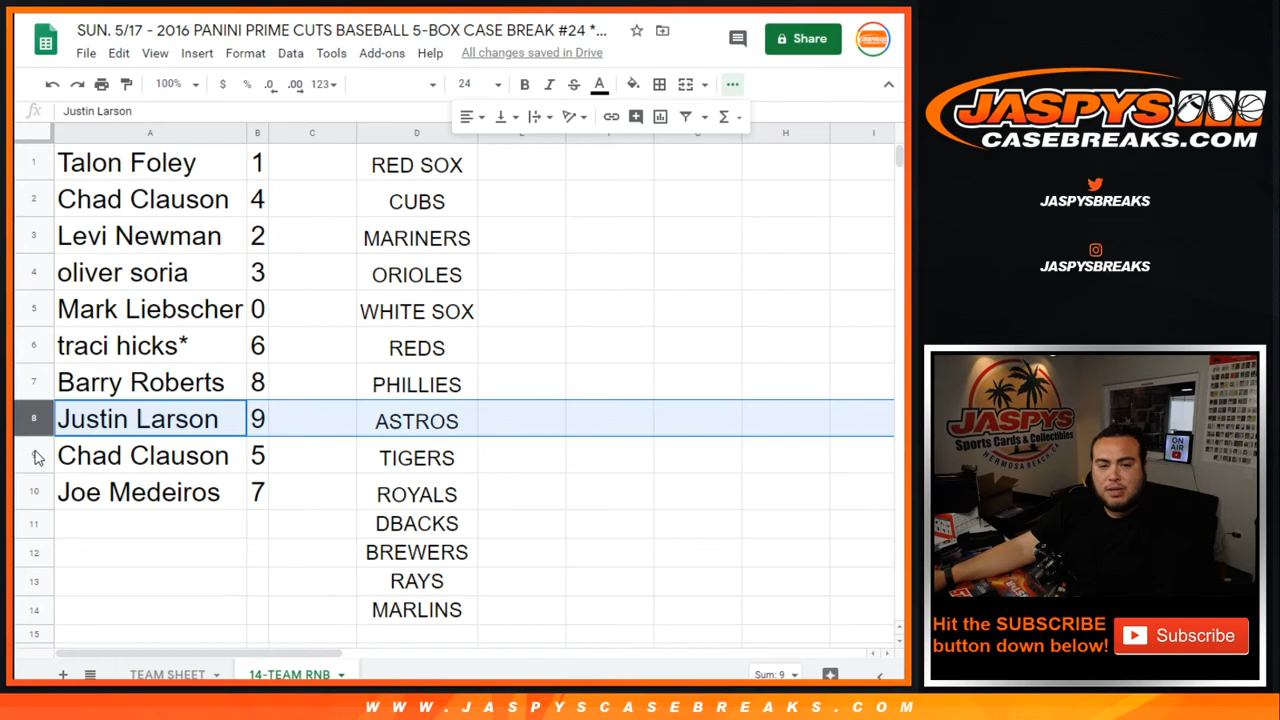 SUN. 5/17 - 2016 PANINI PRIME CUTS BASEBALL 5-BOX CASE BREAK #24 *...
File Edit View Insert Format Data Tools Add-ons Help All changes saved in Drive
Share
100% $ % .0 .00 123 24 B I S A
fx Justin Larson
A B C D H I
1 Talon Foley 1 RED SOX
2 Chad Clauson 4 CUBS
3 Levi Newman 2 MARINERS
4 oliver soria 3 ORIOLES
5 Mark Liebscher 0 WHITE SOX
6 traci hicks* 6 REDS
7 Barry Roberts 8 PHILLIES
8 Justin Larson 9 ASTROS
Chad Clauson 5 TIGERS
10 Joe Medeiros 7 ROYALS
11 DBACKS
12 BREWERS
13 RAYS
14 MARLINS
15
TEAM SHEET 14-TEAM RNB Sum: 9
JASPYS
CASEBREAKS.COM
JASPYSBREAKS
JASPYSBREAKS
JASPYS
Sports Cards & Collectibles
HERMOSA BEACH, CA
ON AIR
Hit the SUBSCRIBE
button down below!
Subscribe
WWW.JASPYSCASEBREAKS.COM